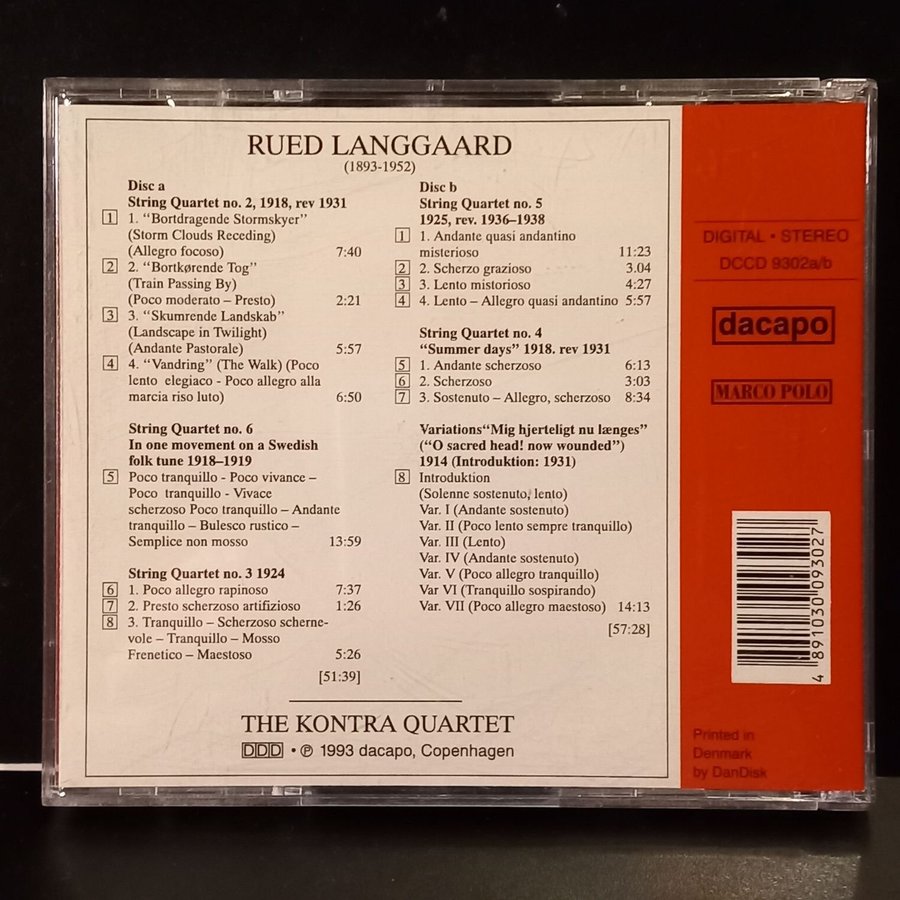 RUED LANGGAARD
(1893-1952)
Disc a
String Quartet no. 2, 1918, rev 1931
1 1. “Bortdragende Stormskyer”
(Storm Clouds Receding)
(Allegro focoso) 7:40
2 2. “Bortkørende Tog”
(Train Passing By)
(Poco moderato – Presto) 2:21
3 3. “Skumrende Landskab”
(Landscape in Twilight)
(Andante Pastorale) 5:57
4 4. “Vandring” (The Walk) (Poco
lento elegiaco - Poco allegro alla
marcia riso luto) 6:50
String Quartet no. 6
In one movement on a Swedish
folk tune 1918–1919
5 Poco tranquillo - Poco vivance –
Poco tranquillo - Vivace
scherzoso Poco tranquillo – Andante
tranquillo – Bulesco rustico –
Semplice non mosso 13:59
String Quartet no. 3 1924
6 1. Poco allegro rapinoso 7:37
7 2. Presto scherzoso artifizioso 1:26
8 3. Tranquillo – Scherzoso scherne-
vole – Tranquillo – Mosso
Frenetico – Maestoso 5:26
[51:39]
Disc b
String Quartet no. 5
1925, rev. 1936–1938
1 1. Andante quasi andantino
misterioso 11:23
2 2. Scherzo grazioso 3.04
3 3. Lento misterioso 4:27
4 4. Lento – Allegro quasi andantino 5:57
String Quartet no. 4
“Summer days” 1918. rev 1931
5 1. Andante scherzoso 6:13
6 2. Scherzoso 3:03
7 3. Sostenuto – Allegro, scherzoso 8:34
Variations“Mig hjerteligt nu længes”
(“O sacred head! now wounded”)
1914 (Introduktion: 1931)
8 Introduktion
(Solenne sostenuto, lento)
Var. I (Andante sostenuto)
Var. II (Poco lento sempre tranquillo)
Var. III (Lento)
Var. IV (Andante sostenuto)
Var. V (Poco allegro tranquillo)
Var VI (Tranquillo sospirando)
Var. VII (Poco allegro maestoso) 14:13
[57:28]
THE KONTRA QUARTET
DDD • ℗ 1993 dacapo, Copenhagen
DIGITAL • STEREO
DCCD 9302a/b
dacapo
MARCO POLO
4 891030 093027
Printed in
Denmark
by DanDisk